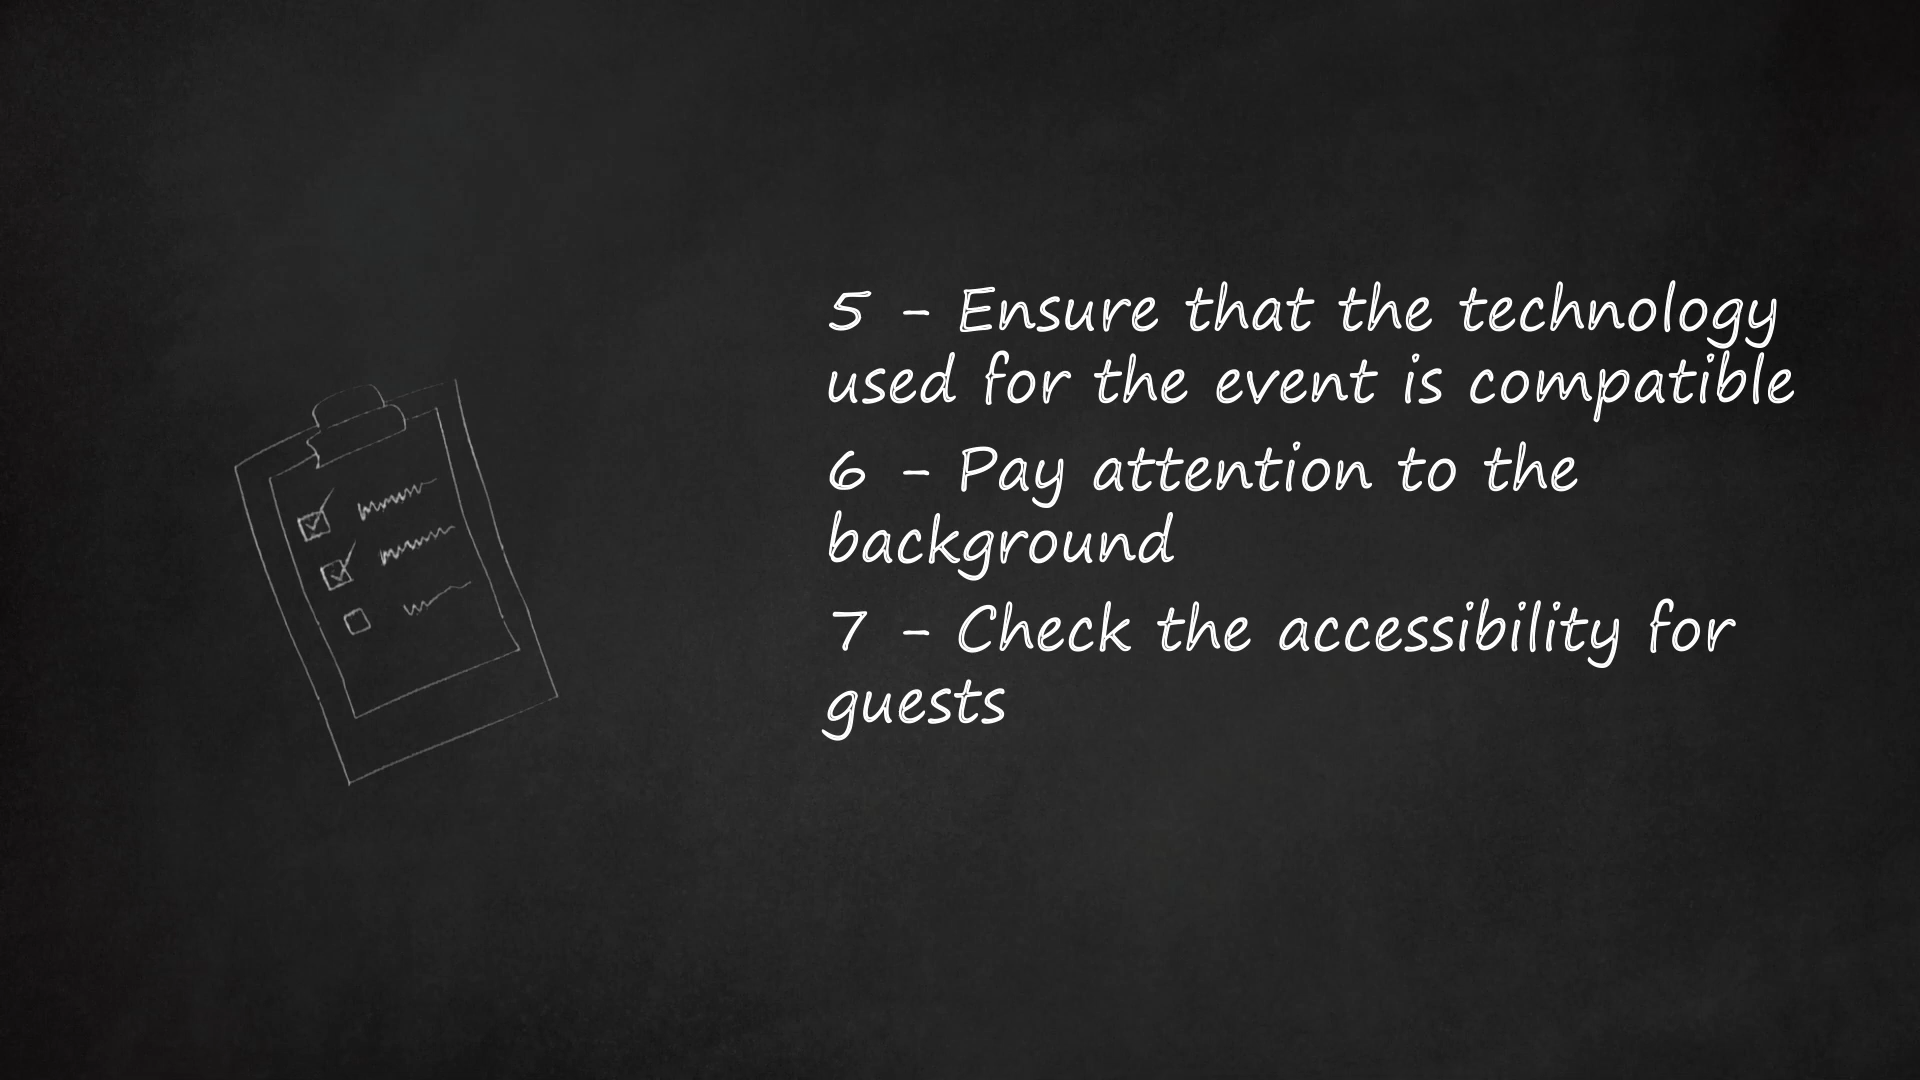 5 - Ensure that the technology
used for the event is compatible
6 - Pay attention to the
background
7 - Check the accessibility for
guests